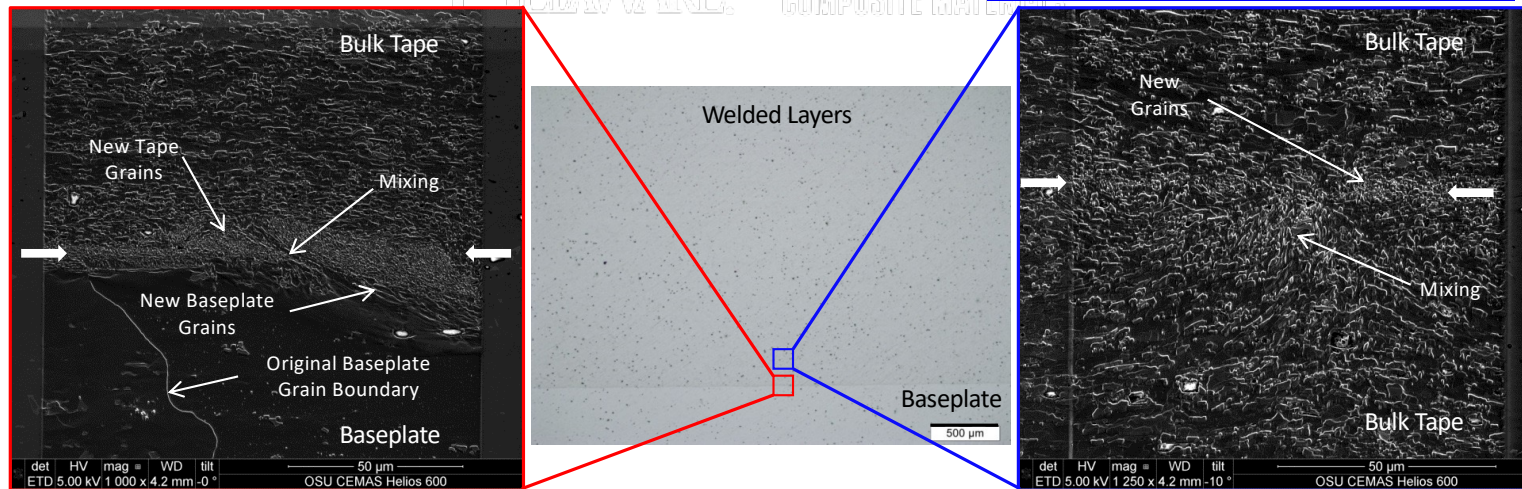 COMPOSITE MATERIALS
Bulk Tape
New Tape
Grains
Mixing
New Baseplate
Grains
Original Baseplate
Grain Boundary
Baseplate
det HV mag WD tilt
ETD 5.00 kV 1 000 x 4.2 mm -0 °
50 µm
OSU CEMAS Helios 600
Welded Layers
Baseplate
500 µm
Bulk Tape
New
Grains
Mixing
Bulk Tape
det HV mag WD tilt
ETD 5.00 kV 1 250 x 4.2 mm -10 °
50 µm
OSU CEMAS Helios 600